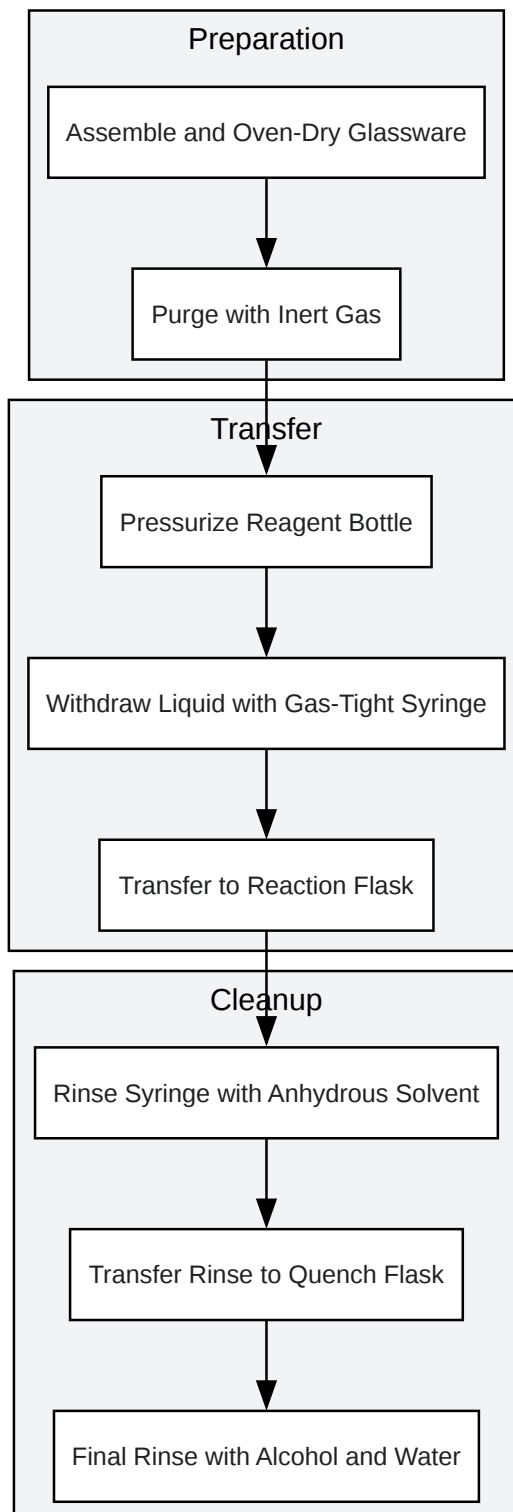 Preparation
Assemble and Oven-Dry Glassware
Purge with Inert Gas
Transfer
Pressurize Reagent Bottle
Withdraw Liquid with Gas-Tight Syringe
Transfer to Reaction Flask
Cleanup
Rinse Syringe with Anhydrous Solvent
Transfer Rinse to Quench Flask
Final Rinse with Alcohol and Water